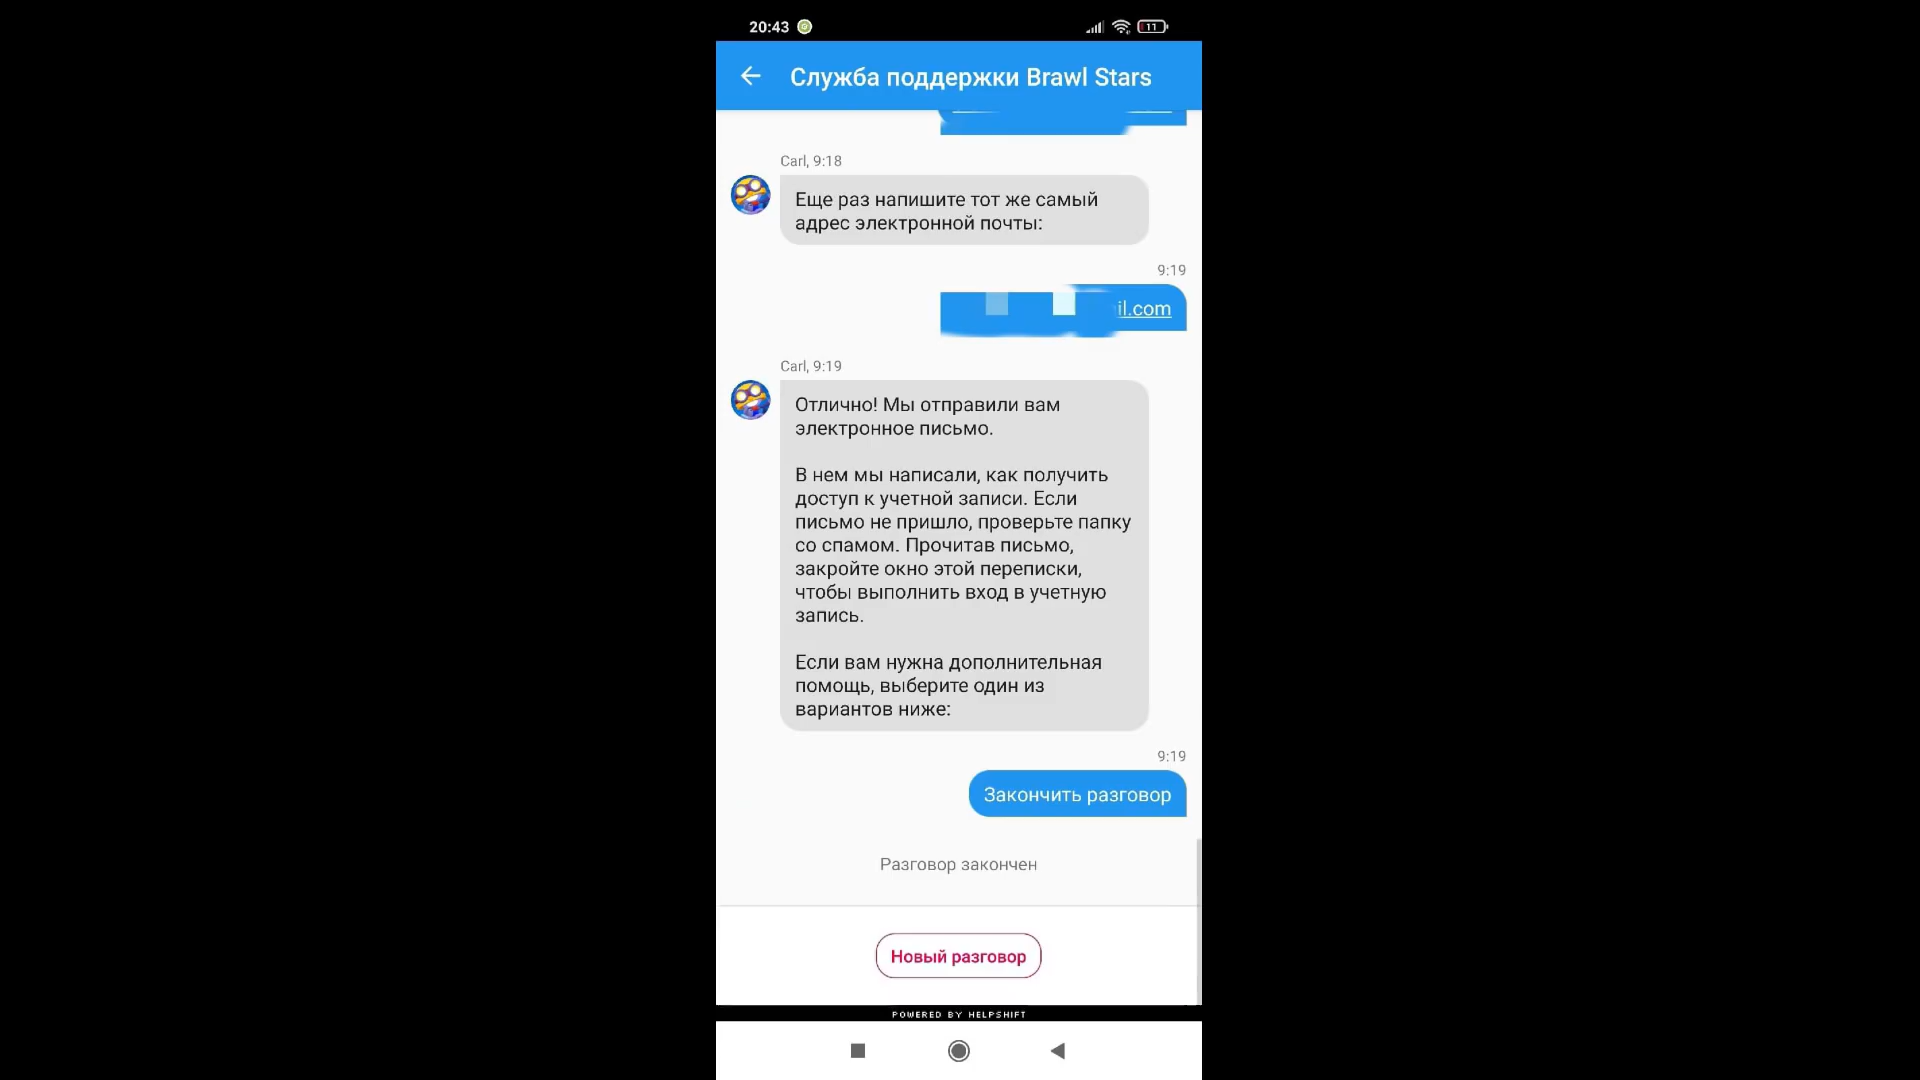 20:43
11
Служба поддержки Brawl Stars
Carl, 9:18
Еще раз напишите тот же самый
адрес электронной почты:
9:19
il.com
Carl, 9:19
Отлично! Мы отправили вам
электронное письмо.
В нем мы написали, как получить
доступ к учетной записи. Если
письмо не пришло, проверьте папку
со спамом. Прочитав письмо,
закройте окно этой переписки,
чтобы выполнить вход в учетную
запись.
Если вам нужна дополнительная
помощь, выберите один из
вариантов ниже:
9:19
Закончить разговор
Разговор закончен
Новый разговор
POWERED BY HELPSHIFT